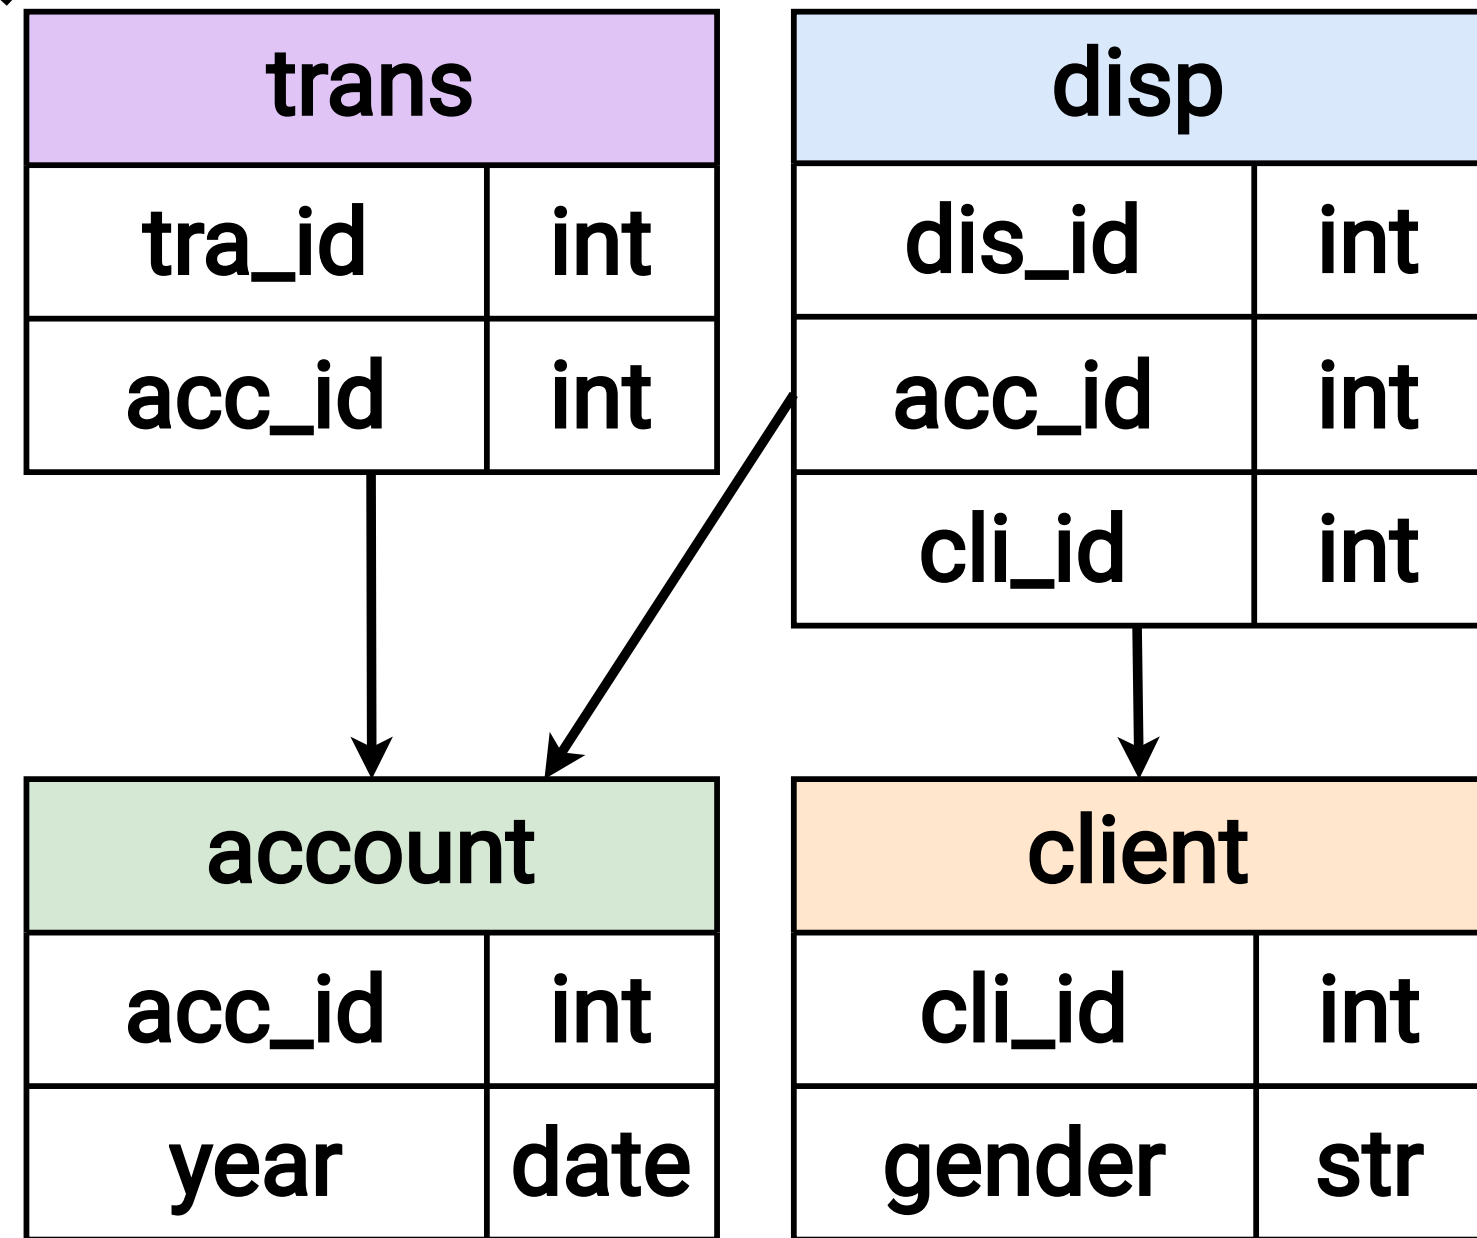 trans
tra_id int
acc_id int
disp
dis_id int
acc_id int
cli_id int
account
acc_id int
year date
client
cli_id int
gender str